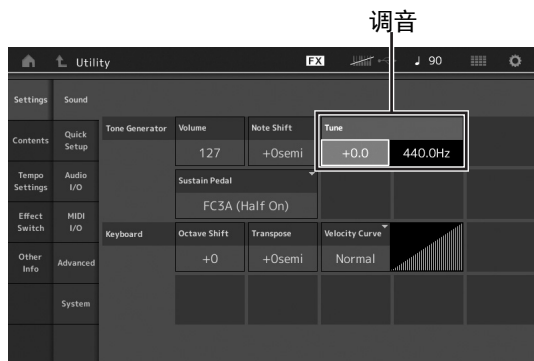 调音
Utility
FX
♩ 90
Settings
Sound
Contents
Quick Setup
Tempo Settings
Audio I/O
Effect Switch
MIDI I/O
Other Info
Advanced
System
Tone Generator
Volume
127
Note Shift
+0semi
Tune
+0.0
440.0Hz
Sustain Pedal
FC3A (Half On)
Keyboard
Octave Shift
+0
Transpose
+0semi
Velocity Curve
Normal